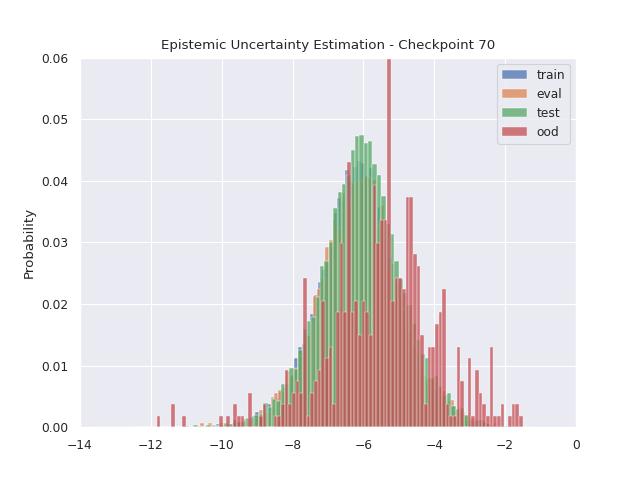 Epistemic Uncertainty Estimation - Checkpoint 70
0.06
0.05
0.04
0.03
0.02
0.01
0.00
Probability
train
eval
test
ood
−14
−12
−10
−8
−6
−4
−2
0